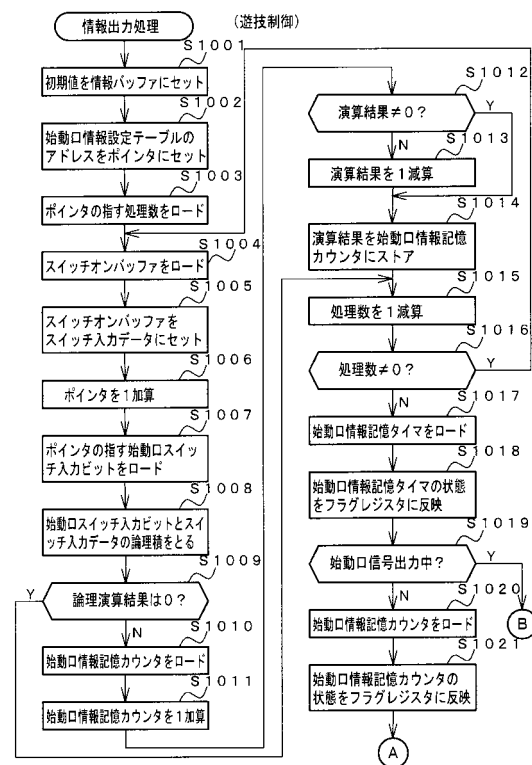 情報出力処理
(遊技制御)
S1001
初期値を情報バッファにセット
S1002
始動口情報設定テーブルの
アドレスをポインタにセット
S1003
ポインタの指す処理数をロード
S1004
スイッチオンバッファをロード
S1005
スイッチオンバッファを
スイッチ入力データにセット
S1006
ポインタを1加算
S1007
ポインタの指す始動口スイッ
チ入力ビットをロード
S1008
始動口スイッチ入力ビットとスイ
ッチ入力データの論理積をとる
S1009
Y
論理演算結果は0?
N
S1010
始動口情報記憶カウンタをロード
S1011
始動口情報記憶カウンタを1加算
S1012
演算結果≠0?
Y
N
S1013
演算結果を1減算
S1014
演算結果を始動口情報記憶
カウンタにストア
S1015
処理数を1減算
S1016
処理数≠0?
Y
N
S1017
始動口情報記憶タイマをロード
S1018
始動口情報記憶タイマの状態
をフラグレジスタに反映
S1019
始動口信号出力中?
Y
N
S1020
B
始動口情報記憶カウンタをロード
S1021
始動口情報記憶カウンタの
状態をフラグレジスタに反映
A